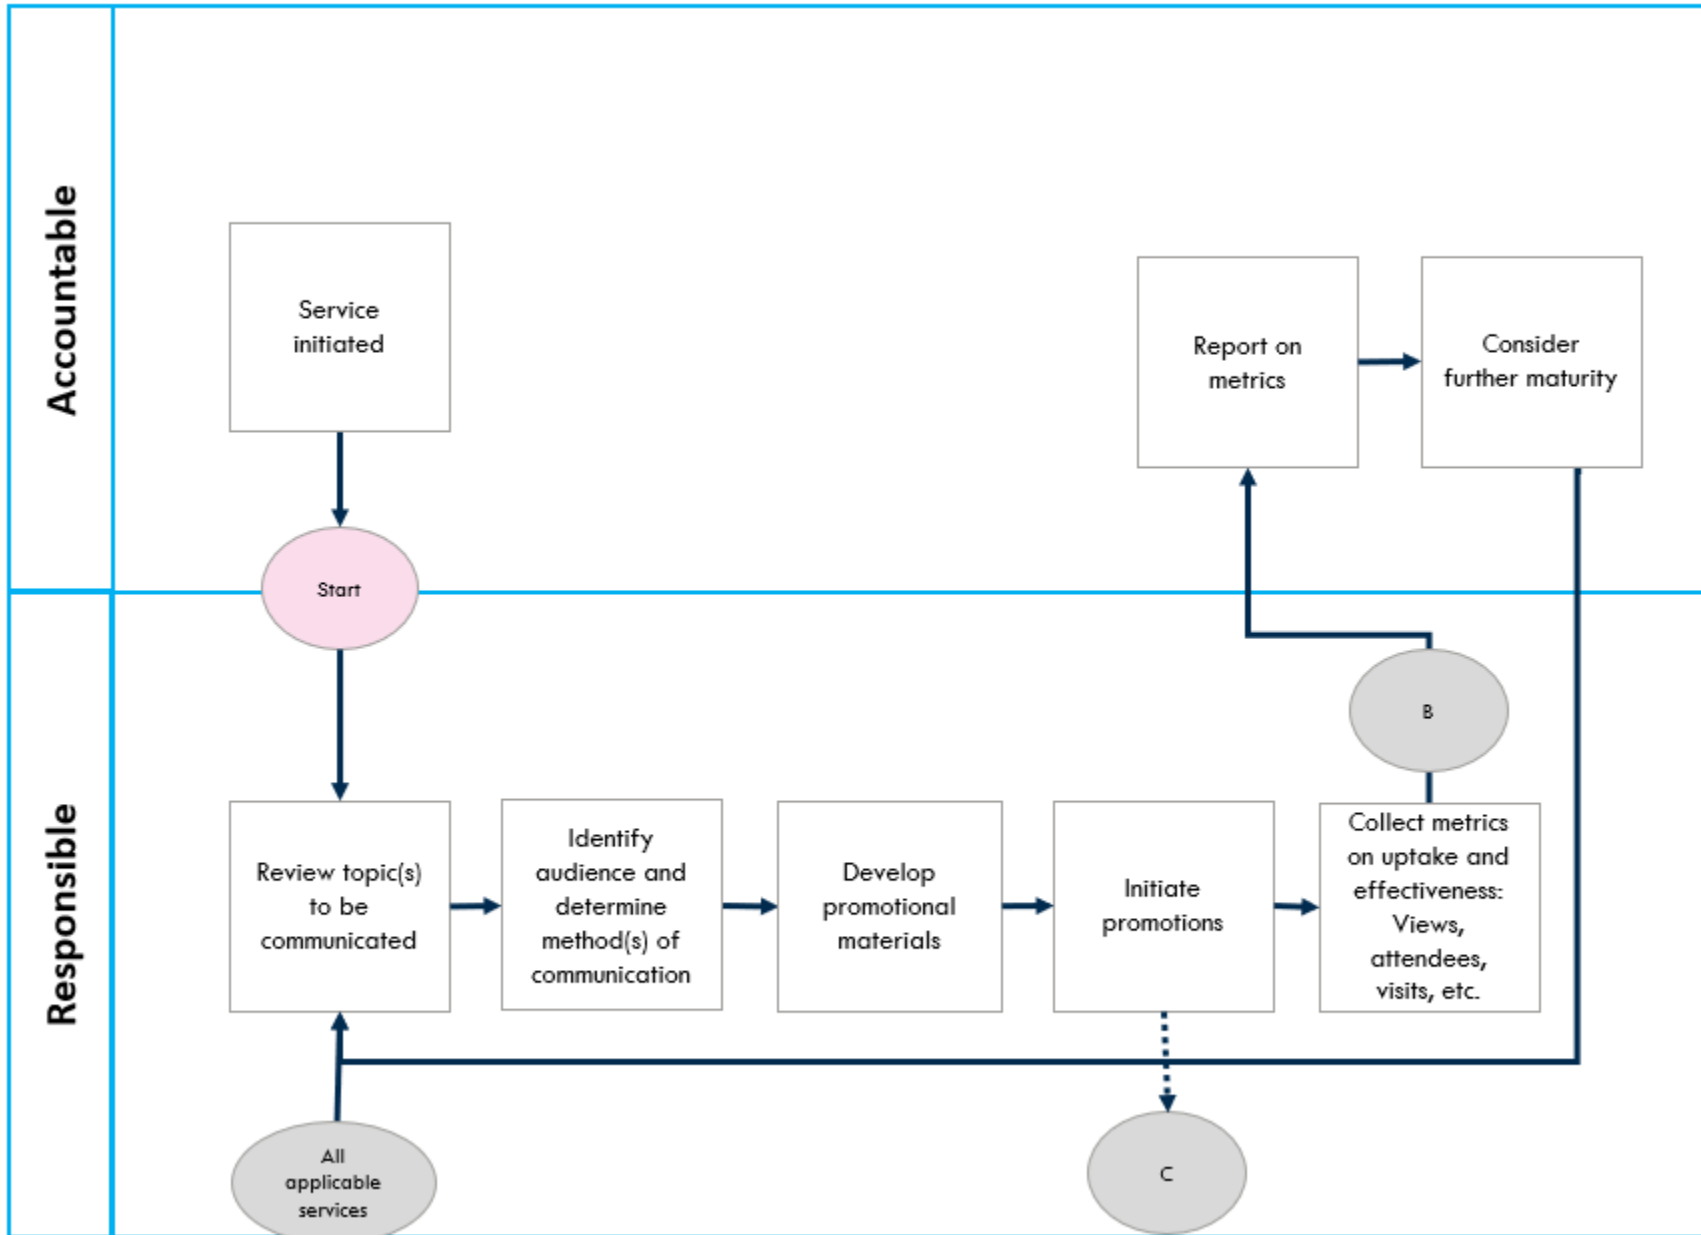 Accountable
Service
initiated
Report on
metrics
Consider
further maturity
Start
Responsible
B
Review topic(s)
to be
communicated
Identify
audience and
determine
method(s) of
communication
Develop
promotional
materials
Initiate
promotions
Collect metrics
on uptake and
effectiveness:
Views,
attendees,
visits, etc.
All
applicable
services
C